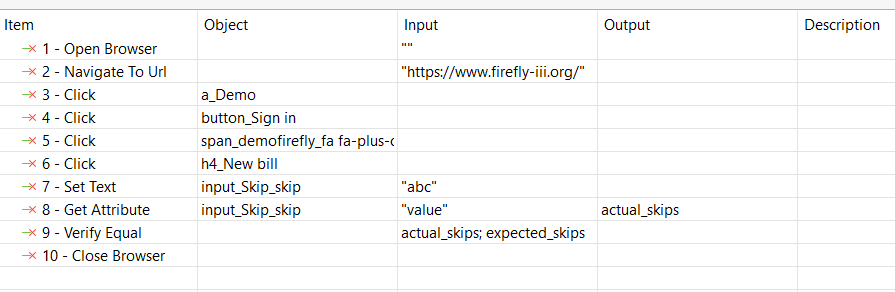 Item Object Input Output Description
1 - Open Browser ""
2 - Navigate To Url "https://www.firefly-iii.org/"
3 - Click a_Demo
4 - Click button_Sign in
5 - Click span_demofirefly_fa fa-plus-c
6 - Click h4_New bill
7 - Set Text input_Skip_skip "abc"
8 - Get Attribute input_Skip_skip "value" actual_skips
9 - Verify Equal actual_skips; expected_skips
10 - Close Browser